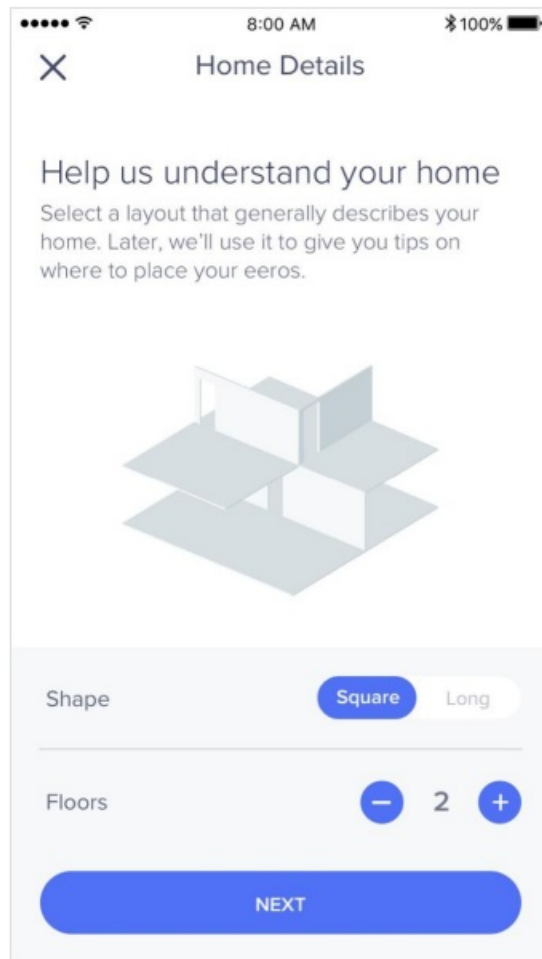 8:00 AM
100%
Home Details
Help us understand your home
Select a layout that generally describes your
home. Later, we’ll use it to give you tips on
where to place your eeros.
Shape
Square
Long
Floors
2
NEXT